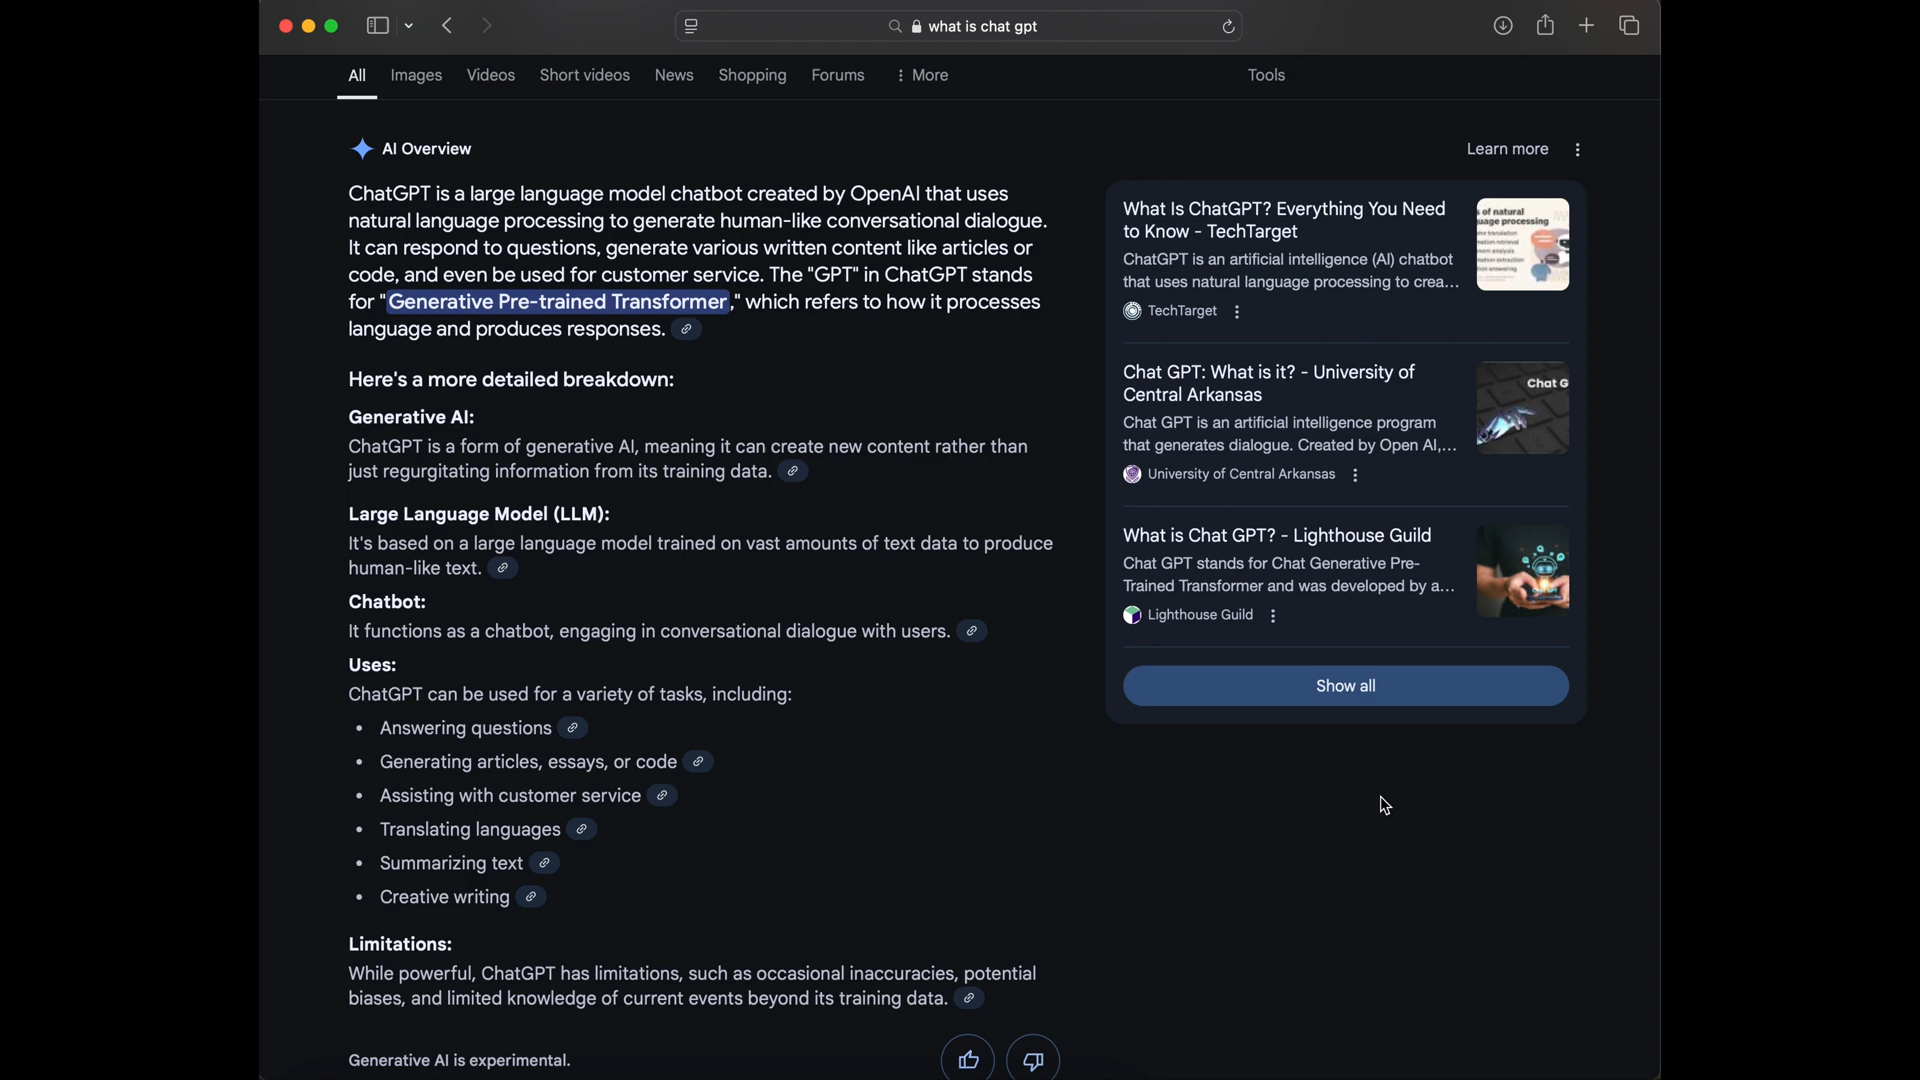 what is chat gpt
All Images Videos Short videos News Shopping Forums More Tools
AI Overview
Learn more
ChatGPT is a large language model chatbot created by OpenAI that uses
natural language processing to generate human-like conversational dialogue.
It can respond to questions, generate various written content like articles or
code, and even be used for customer service. The "GPT" in ChatGPT stands
for "Generative Pre-trained Transformer," which refers to how it processes
language and produces responses.
Here's a more detailed breakdown:
Generative AI:
ChatGPT is a form of generative AI, meaning it can create new content rather than
just regurgitating information from its training data.
Large Language Model (LLM):
It's based on a large language model trained on vast amounts of text data to produce
human-like text.
Chatbot:
It functions as a chatbot, engaging in conversational dialogue with users.
Uses:
ChatGPT can be used for a variety of tasks, including:
• Answering questions
• Generating articles, essays, or code
• Assisting with customer service
• Translating languages
• Summarizing text
• Creative writing
Limitations:
While powerful, ChatGPT has limitations, such as occasional inaccuracies, potential
biases, and limited knowledge of current events beyond its training data.
Generative AI is experimental.
What Is ChatGPT? Everything You Need
to Know - TechTarget
ChatGPT is an artificial intelligence (AI) chatbot
that uses natural language processing to crea...
TechTarget
s of natural
uage processing
Chat GPT: What is it? - University of
Central Arkansas
Chat GPT is an artificial intelligence program
that generates dialogue. Created by Open AI,...
University of Central Arkansas
Chat G
What is Chat GPT? - Lighthouse Guild
Chat GPT stands for Chat Generative Pre-
Trained Transformer and was developed by a...
Lighthouse Guild
Show all